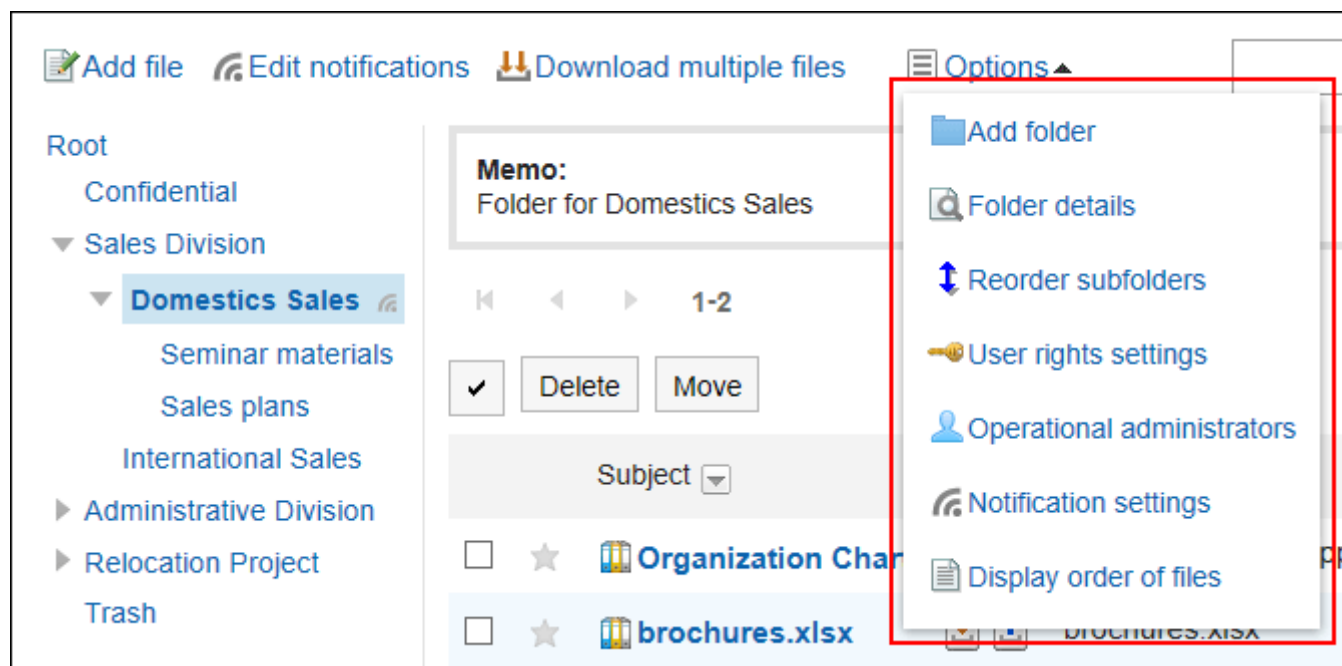 Add file Edit notifications Download multiple files Options
Root
Confidential
Sales Division
Domestics Sales
Seminar materials
Sales plans
International Sales
Administrative Division
Relocation Project
Trash
Memo:
Folder for Domestics Sales
1-2
Delete Move
Subject
Organization Char
brochures.xlsx brochures.xlsx
Add folder
Folder details
Reorder subfolders
User rights settings
Operational administrators
Notification settings
Display order of files